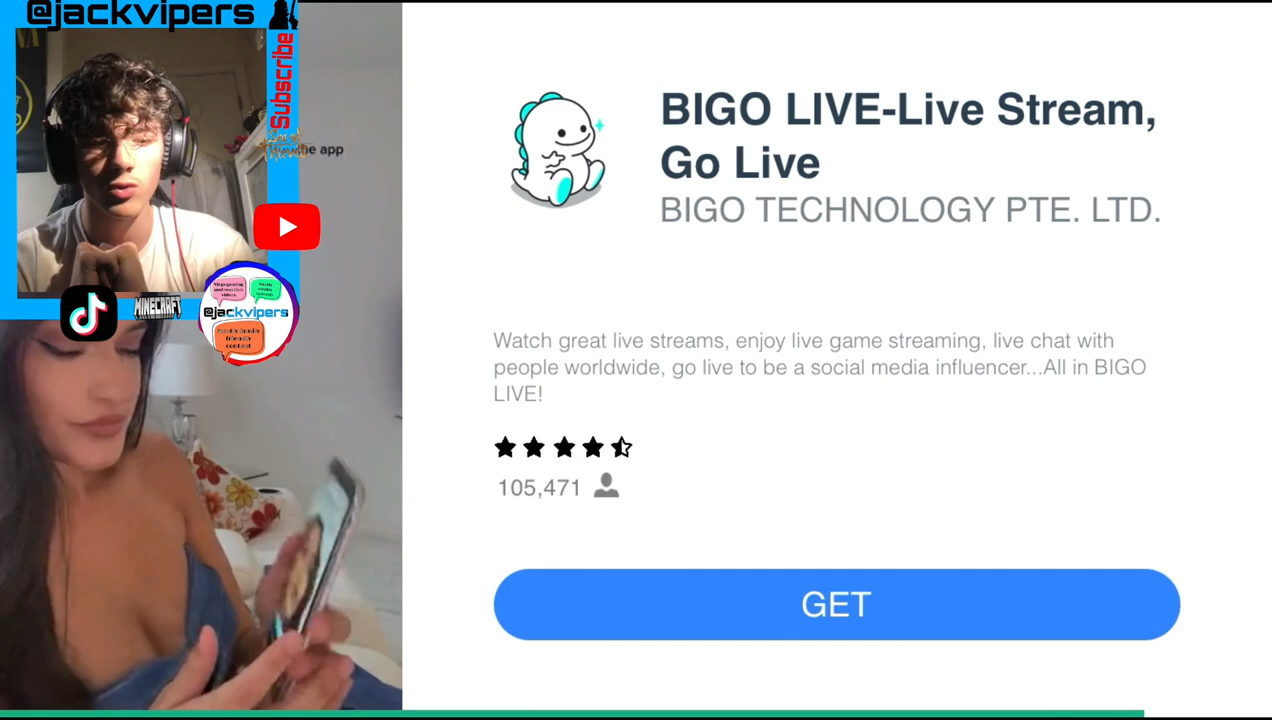 @jackvipers
Subscribe
the app
MINECRAFT
@jackvipers
BIGO LIVE-Live Stream,
Go Live
BIGO TECHNOLOGY PTE. LTD.
Watch great live streams, enjoy live game streaming, live chat with
people worldwide, go live to be a social media influencer...All in BIGO
LIVE!
105,471
GET